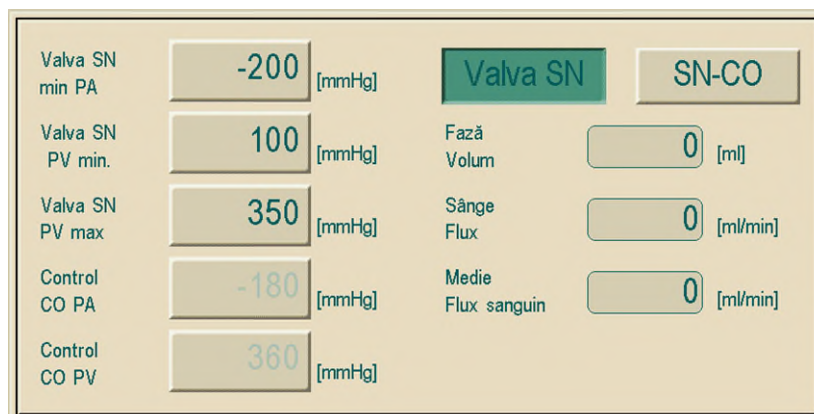 Valva SN
min PA
-200
[mmHg]
Valva SN
PV min.
100
[mmHg]
Valva SN
PV max
350
[mmHg]
Control
CO PA
-180
[mmHg]
Control
CO PV
360
[mmHg]
Valva SN
SN-CO
Fază
Volum
0
[ml]
Sânge
Flux
0
[ml/min]
Medie
Flux sanguin
0
[ml/min]